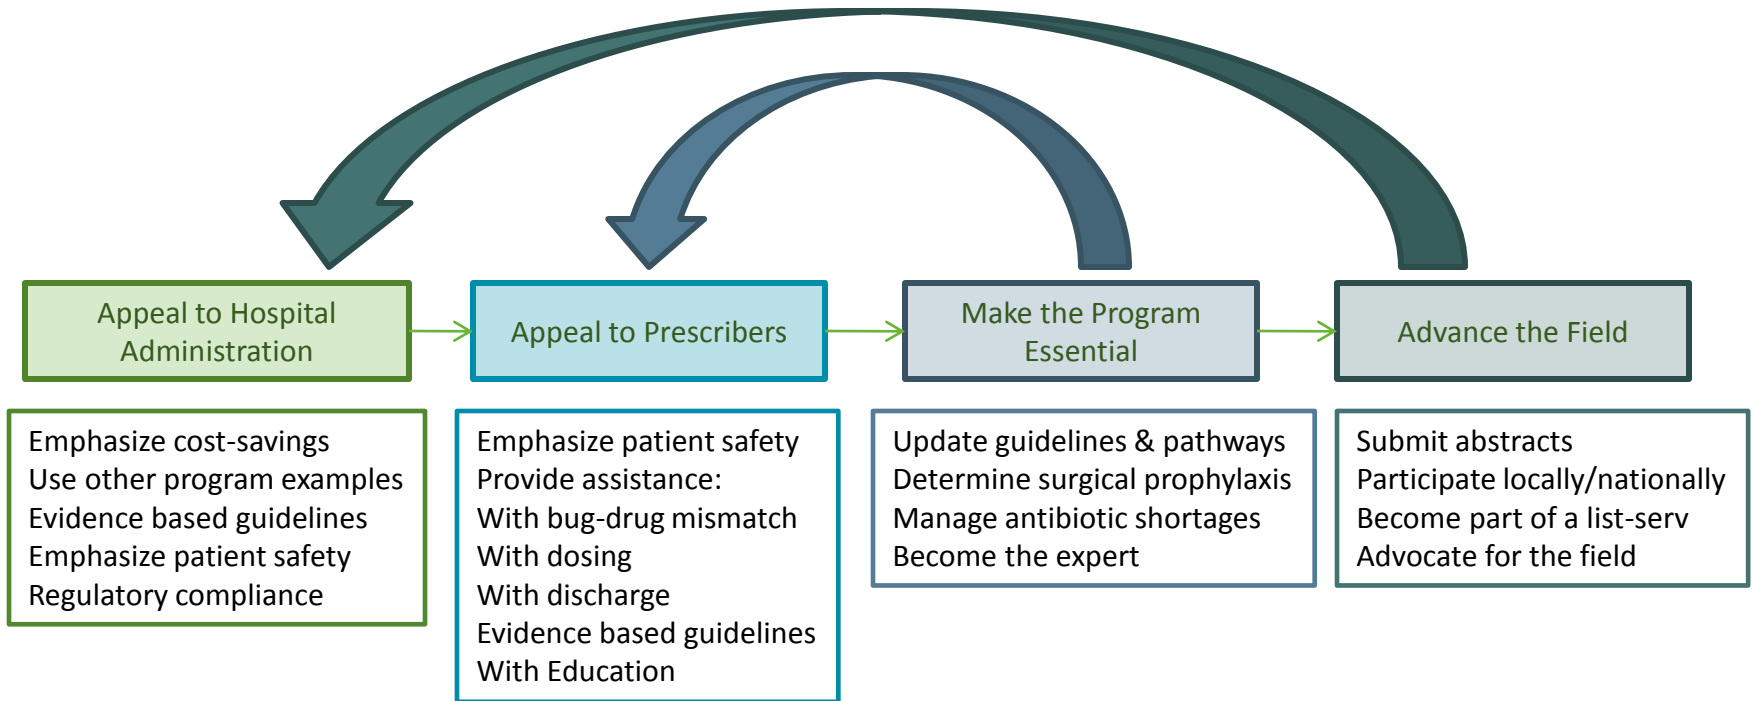 Appeal to Hospital
Administration
Appeal to Prescribers
Make the Program
Essential
Advance the Field
Emphasize cost-savings
Use other program examples
Evidence based guidelines
Emphasize patient safety
Regulatory compliance
Emphasize patient safety
Provide assistance:
With bug-drug mismatch
With dosing
With discharge
Evidence based guidelines
With Education
Update guidelines & pathways
Determine surgical prophylaxis
Manage antibiotic shortages
Become the expert
Submit abstracts
Participate locally/nationally
Become part of a list-serv
Advocate for the field